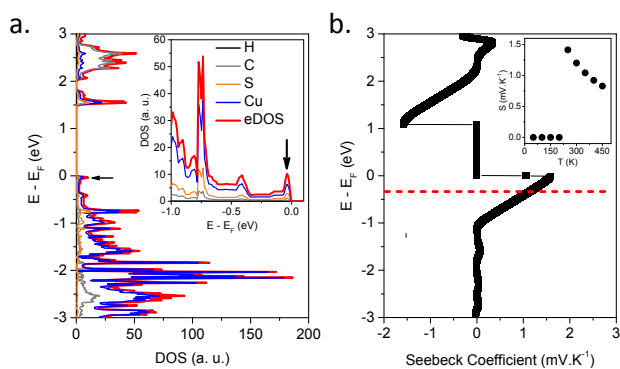 a.
3
2
1
0
-1
-2
-3
E - E_F (eV)
0 50 100 150 200
DOS (a. u.)
H
C
S
Cu
eDOS
60
50
40
30
20
10
0
DOS (a. u.)
-1.0 -0.5 0.0
E - E_F (eV)
b.
3
2
1
0
-1
-2
-3
E - E_F (eV)
-2 -1 0 1 2 3
Seebeck Coefficient (mV.K⁻¹)
1.5
1.0
0.5
0.0
S (mV.K⁻¹)
0 150 300 450
T (K)